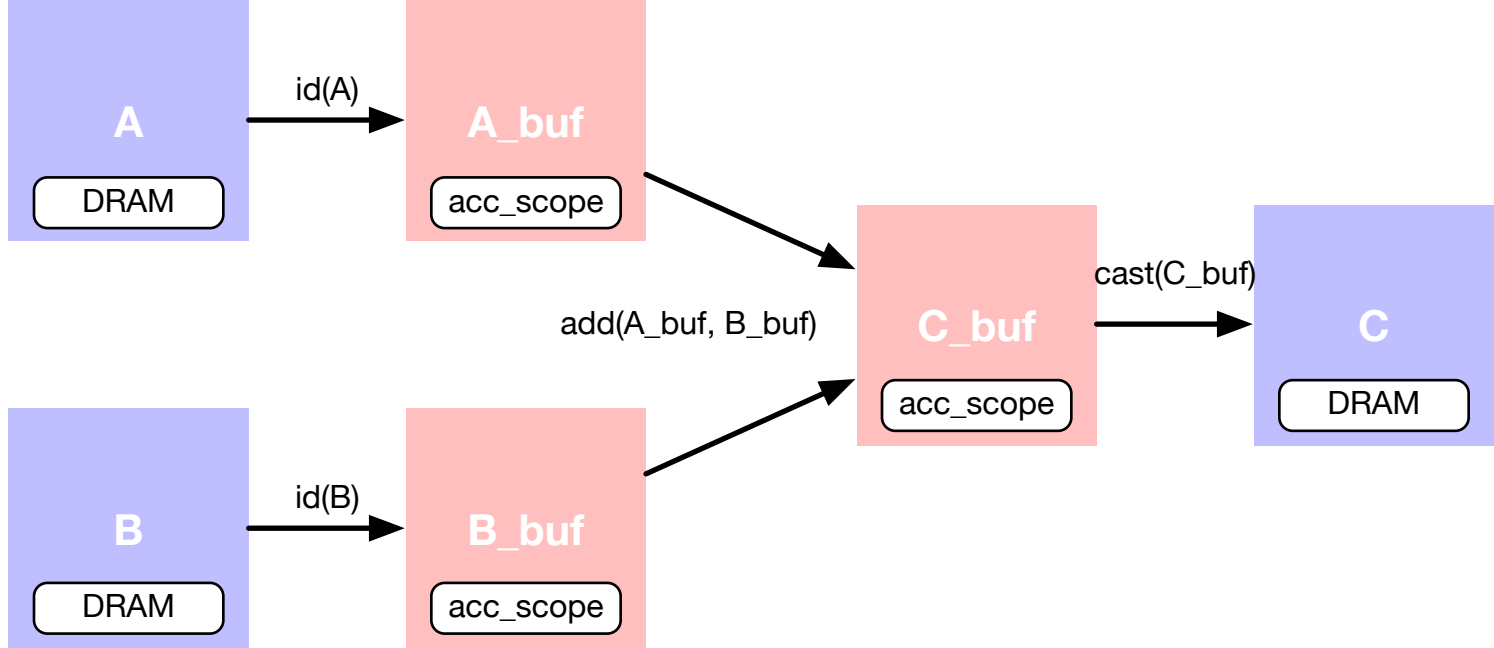 A
DRAM
id(A)
A_buf
acc_scope
B
DRAM
id(B)
B_buf
acc_scope
add(A_buf, B_buf)
C_buf
acc_scope
cast(C_buf)
C
DRAM